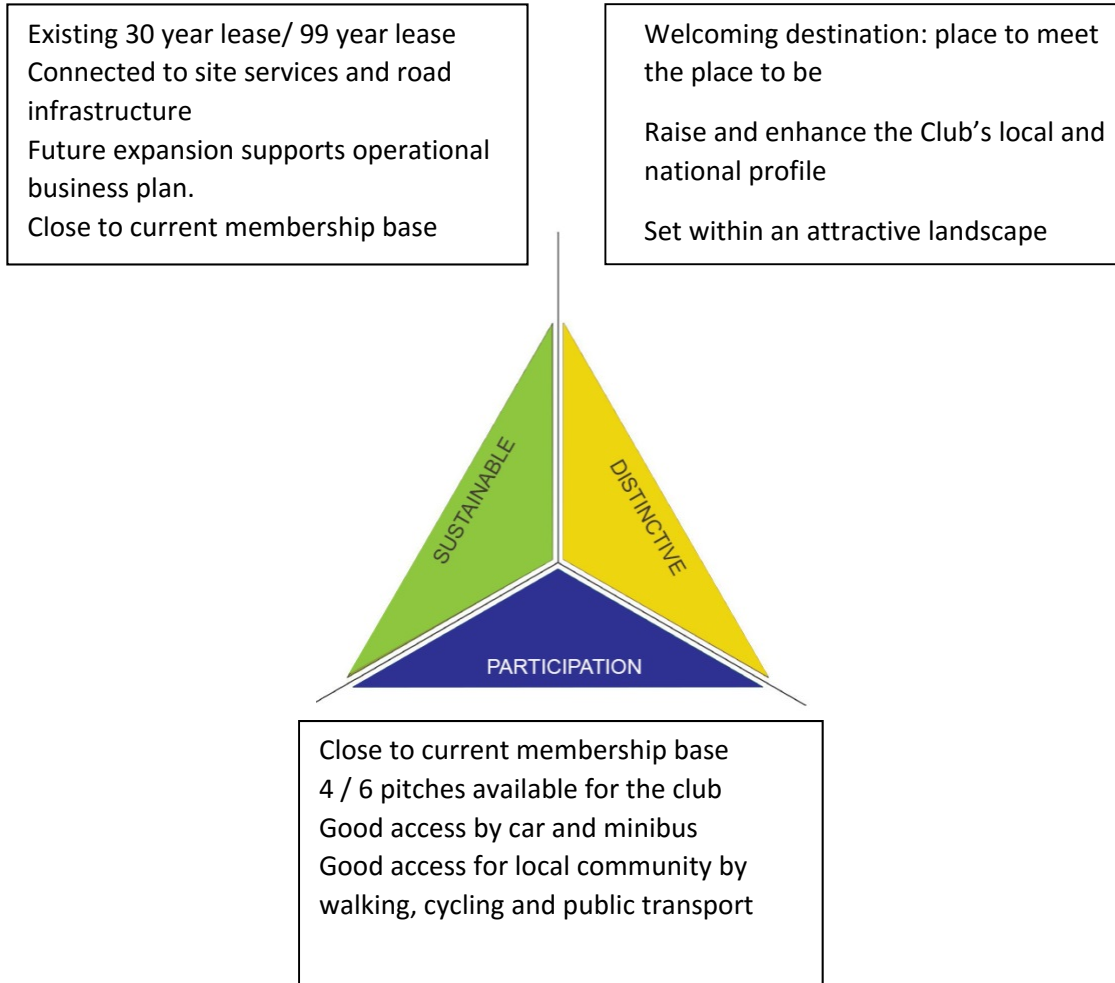 Existing 30 year lease/ 99 year lease
Connected to site services and road
infrastructure
Future expansion supports operational
business plan.
Close to current membership base
Welcoming destination: place to meet
the place to be
Raise and enhance the Club’s local and
national profile
Set within an attractive landscape
SUSTAINABLE
DISTINCTIVE
PARTICIPATION
Close to current membership base
4 / 6 pitches available for the club
Good access by car and minibus
Good access for local community by
walking, cycling and public transport